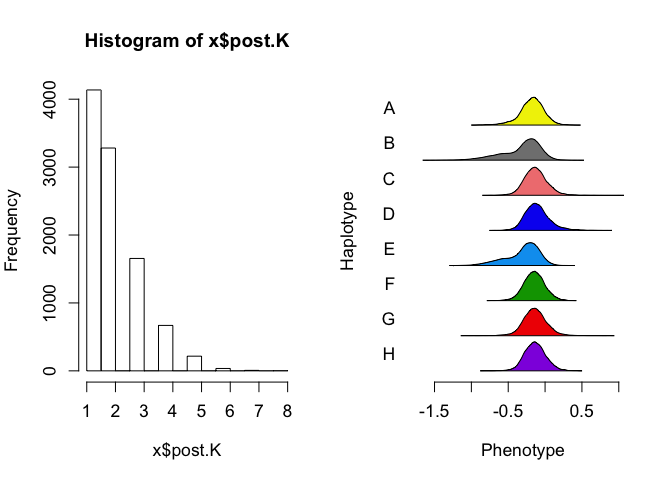 Histogram of x$post.K
Frequency
0
1000
2000
3000
4000
1 2 3 4 5 6 7 8
x$post.K
Haplotype
A
B
C
D
E
F
G
H
-1.5 -0.5 0.5
Phenotype